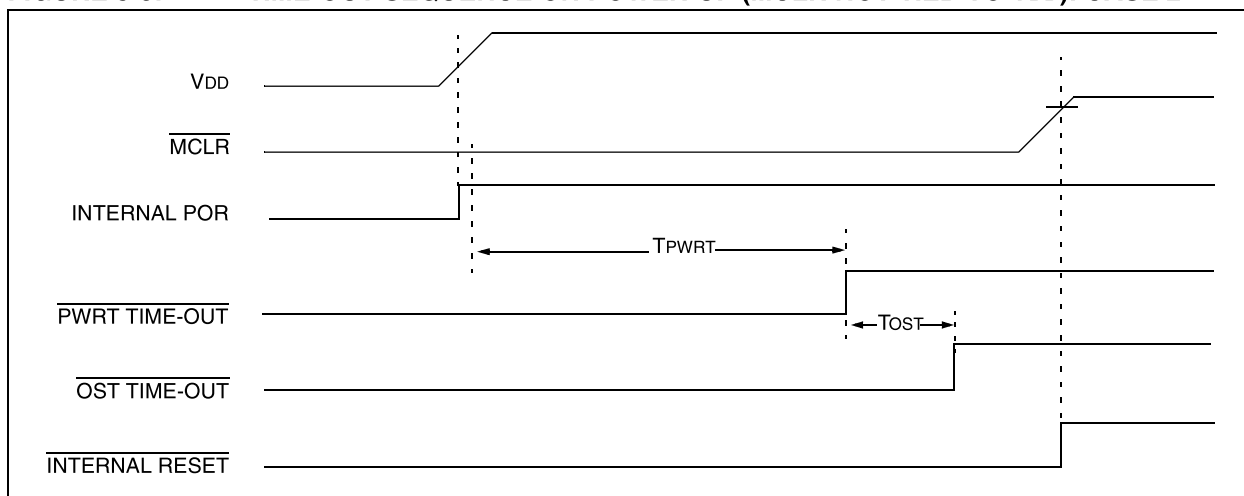 VDD
MCLR
INTERNAL POR
TPWRT
PWRT TIME-OUT
TOST
OST TIME-OUT
INTERNAL RESET